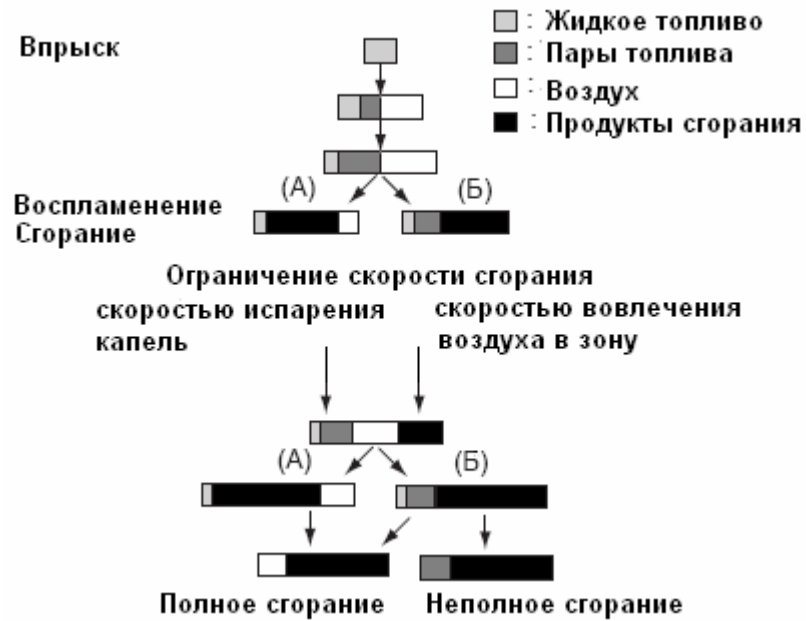 Впрыск
: Жидкое топливо
: Пары топлива
: Воздух
: Продукты сгорания
(А)
(Б)
Воспламенение
Сгорание
Ограничение скорости сгорания
скоростью испарения
капель
скоростью вовлечения
воздуха в зону
(А)
(Б)
Полное сгорание
Неполное сгорание